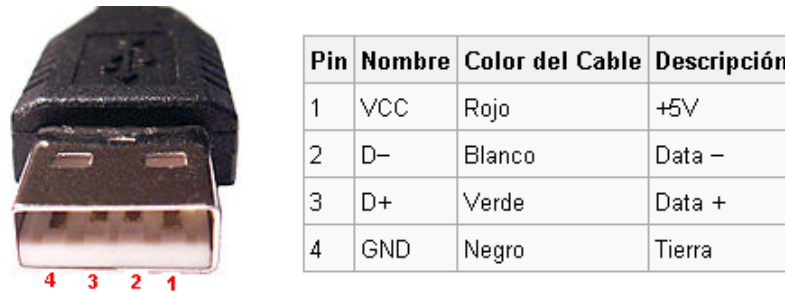 Pin Nombre Color del Cable Descripción
1 VCC Rojo +5V
2 D– Blanco Data –
3 D+ Verde Data +
4 GND Negro Tierra
4 3 2 1